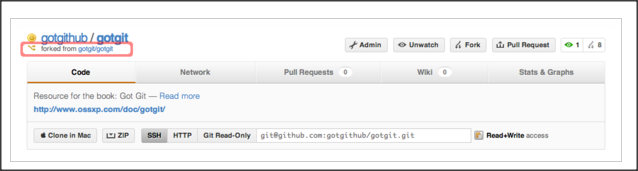 gotgithub / gotgit
forked from gotgit/gotgit
Admin Unwatch Fork Pull Request 1 8
Code Network Pull Requests 0 Wiki 0 Stats & Graphs
Resource for the book: Got Git — Read more
http://www.ossxp.com/doc/gotgit/
Clone in Mac ZIP SSH HTTP Git Read-Only git@github.com:gotgithub/gotgit.git Read+Write access